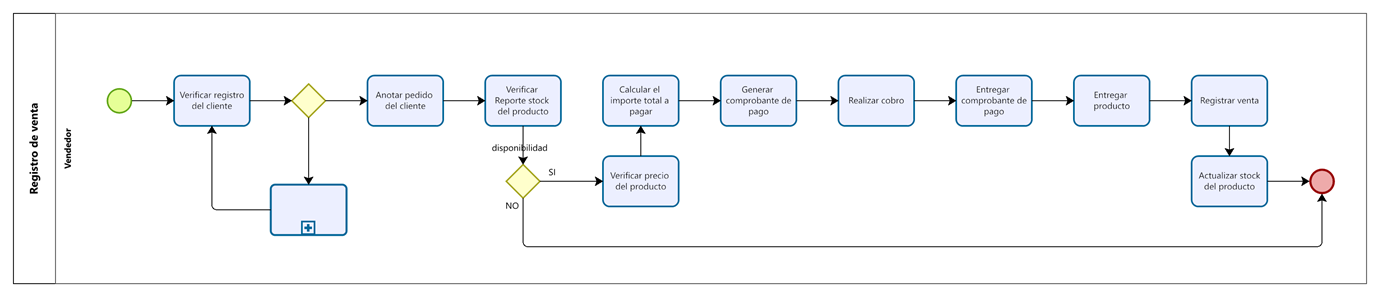 Registro de venta
Vendedor
Verificar registro
del cliente
Anotar pedido
del cliente
Verificar
Reporte stock
del producto
disponibilidad
SI
NO
Verificar precio
del producto
Calcular el
importe total a
pagar
Generar
comprobante de
pago
Realizar cobro
Entregar
comprobante de
pago
Entregar
producto
Registrar venta
Actualizar stock
del producto